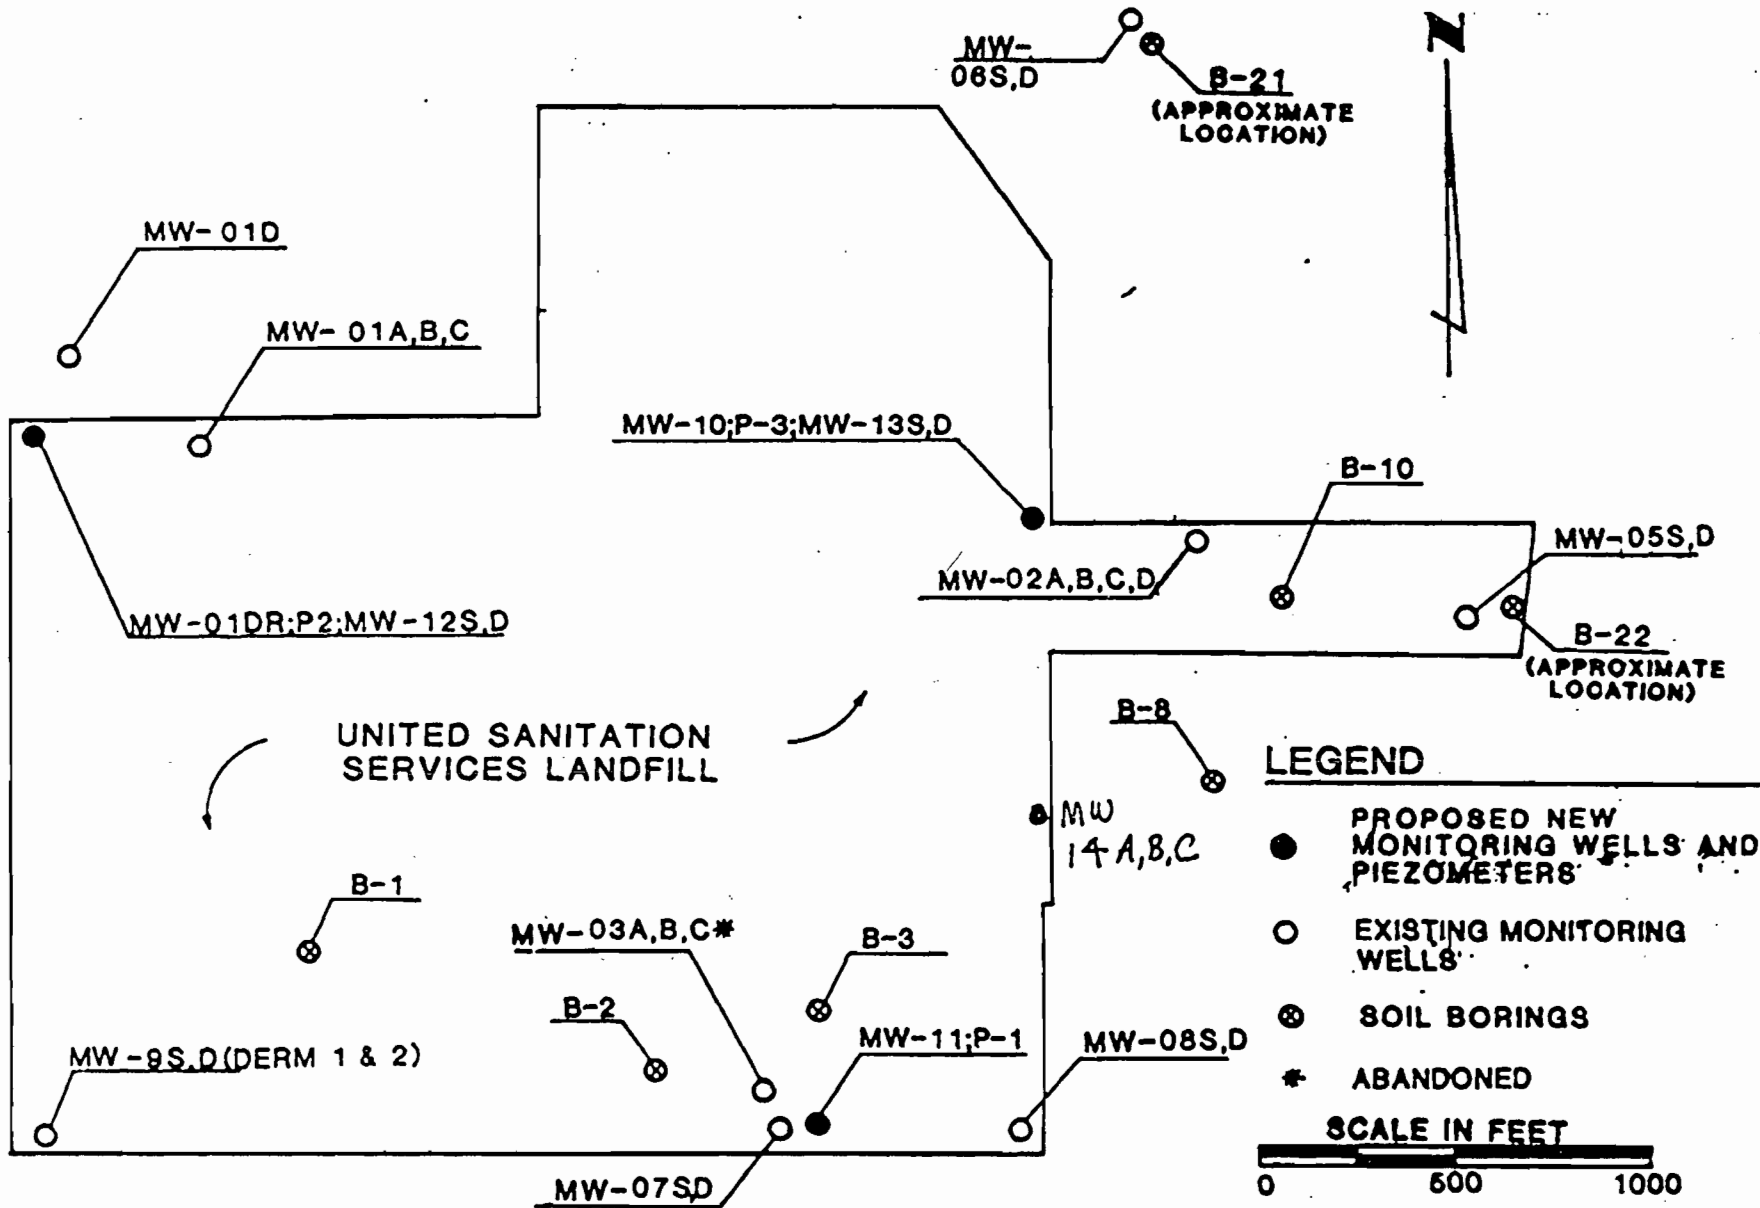 MW-
06S,D
B-21
(APPROXIMATE
LOCATION)
N
MW-01D
MW-01A,B,C
MW-10;P-3;MW-13S,D
B-10
MW-05S,D
MW-02A,B,C,D
MW-01DR;P2;MW-12S,D
B-22
(APPROXIMATE
LOCATION)
B-8
UNITED SANITATION
SERVICES LANDFILL
MW
14 A,B,C
B-1
MW-03A,B,C*
B-3
B-2
MW-11;P-1
MW-08S,D
MW-9S,D(DERM 1 & 2)
MW-07S,D
LEGEND
PROPOSED NEW
MONITORING WELLS AND
PIEZOMETERS
EXISTING MONITORING
WELLS
SOIL BORINGS
* ABANDONED
SCALE IN FEET
0 500 1000